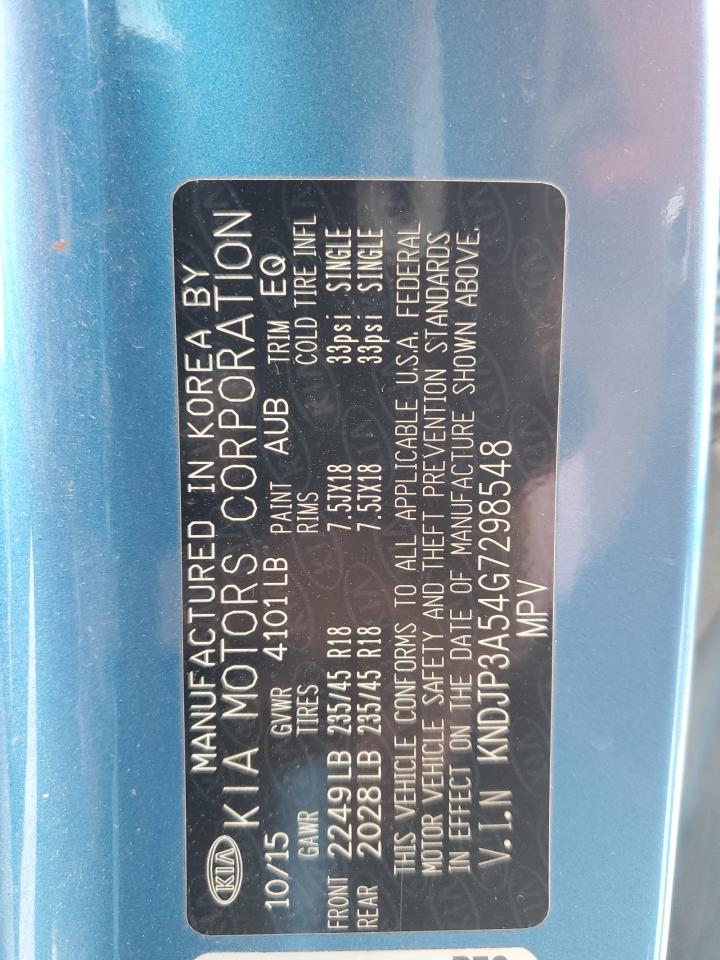 MANUFACTURED IN KOREA BY
KIA KIA MOTORS CORPORATION
10/15 GVWR 4101LB PAINT AUB TRIM EQ
GAWR TIRES RIMS COLD TIRE INFL
FRONT 2249LB 235/45 R18 7.5JX18 33psi SINGLE
REAR 2028LB 235/45 R18 7.5JX18 33psi SINGLE
THIS VEHICLE CONFORMS TO ALL APPLICABLE U.S.A. FEDERAL
MOTOR VEHICLE SAFETY AND THEFT PREVENTION STANDARDS
IN EFFECT ON THE DATE OF MANUFACTURE SHOWN ABOVE.
V.I.N KNDJP3A54G7298548
MPV